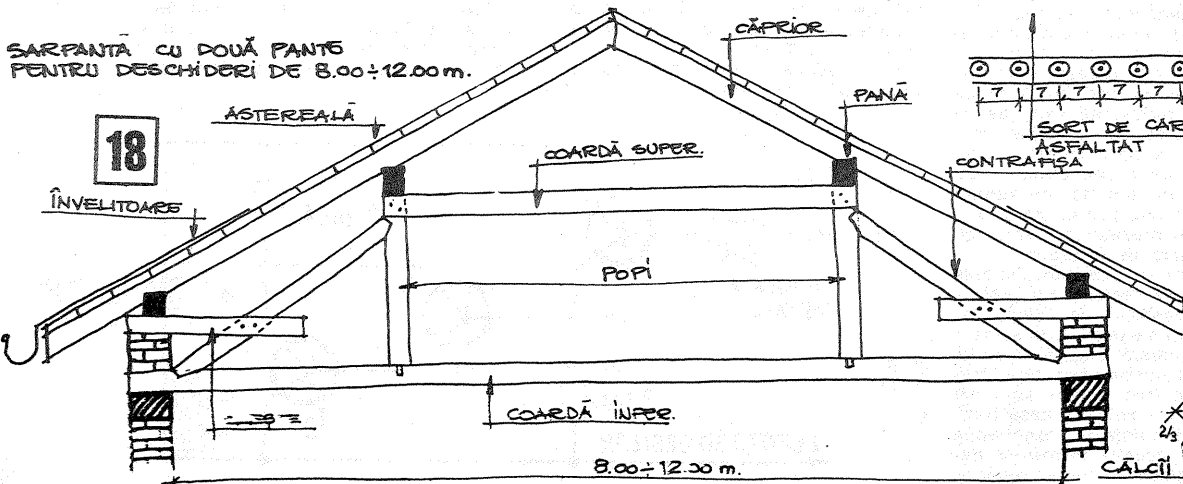 SARPANTĂ CU DOUĂ PANTE
PENTRU DESCHIDERI DE 8.00÷12.00 m.
18
ASTEREALĂ
ÎNVELITOARE
CĂPRIOR
PANĂ
COARDĂ SUPER.
CONTRAFIȘA
POPI
COARDĂ INFER.
8.00÷12.00 m.
7 7 7 7 7
SORT DE CAR
ASFALTAT
2/3
CĂLCÎI